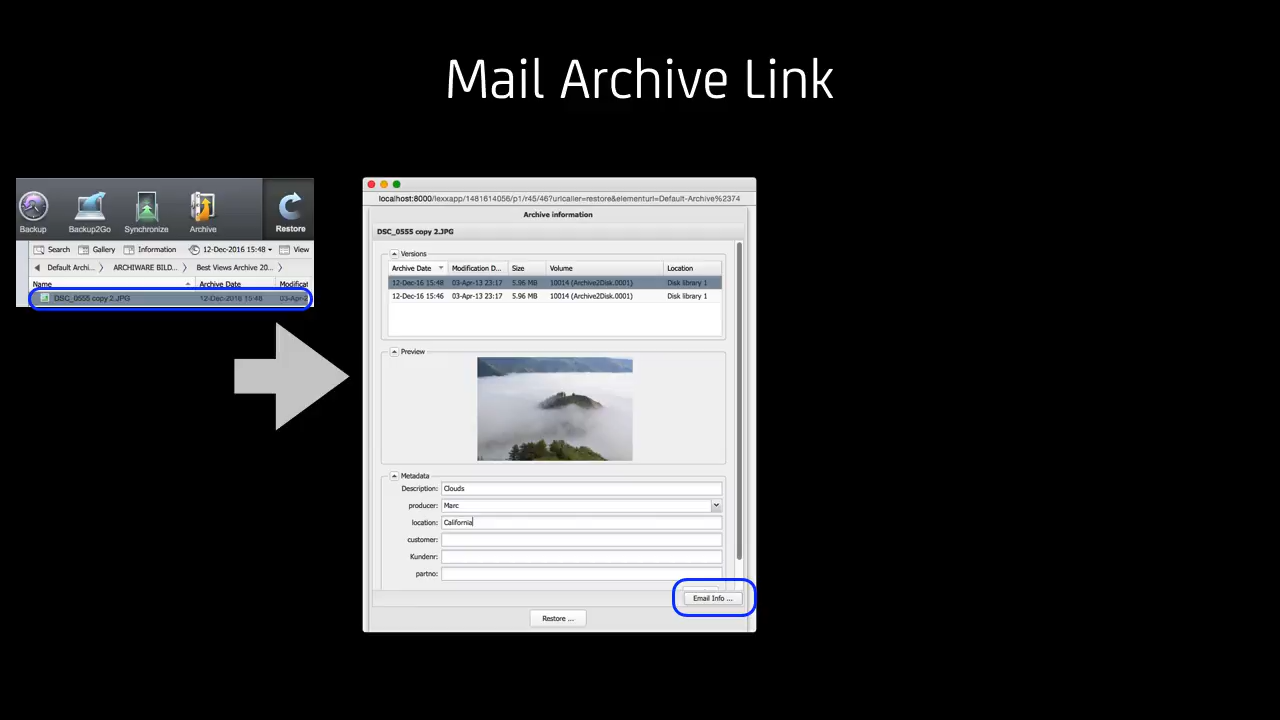 Mail Archive Link
Backup Backup2Go Synchronize Archive Restore
Search Gallery Information 12-Dec-2016 15:48 View
Default Archi... ARCHIWARE BILD... Best Views Archive 20...
Name Archive Date Modificat
DSC_0555 copy 2.JPG 12-Dec-2016 15:48 03-Apr-2
localhost:8000/lexxapp/1481614056/p1/r45/46?urlcaller=restore&elementurl=Default-Archive%2374
Archive information
DSC_0555 copy 2.JPG
Versions
Archive Date Modification D... Size Volume Location
12-Dec-16 15:48 03-Apr-13 23:17 5.96 MB 10014 (Archive2Disk.0001) Disk library 1
12-Dec-16 15:46 03-Apr-13 23:17 5.96 MB 10014 (Archive2Disk.0001) Disk library 1
Preview
Metadata
Description: Clouds
producer: Marc
location: California
customer:
Kundenr:
partno:
Email Info ...
Restore ...